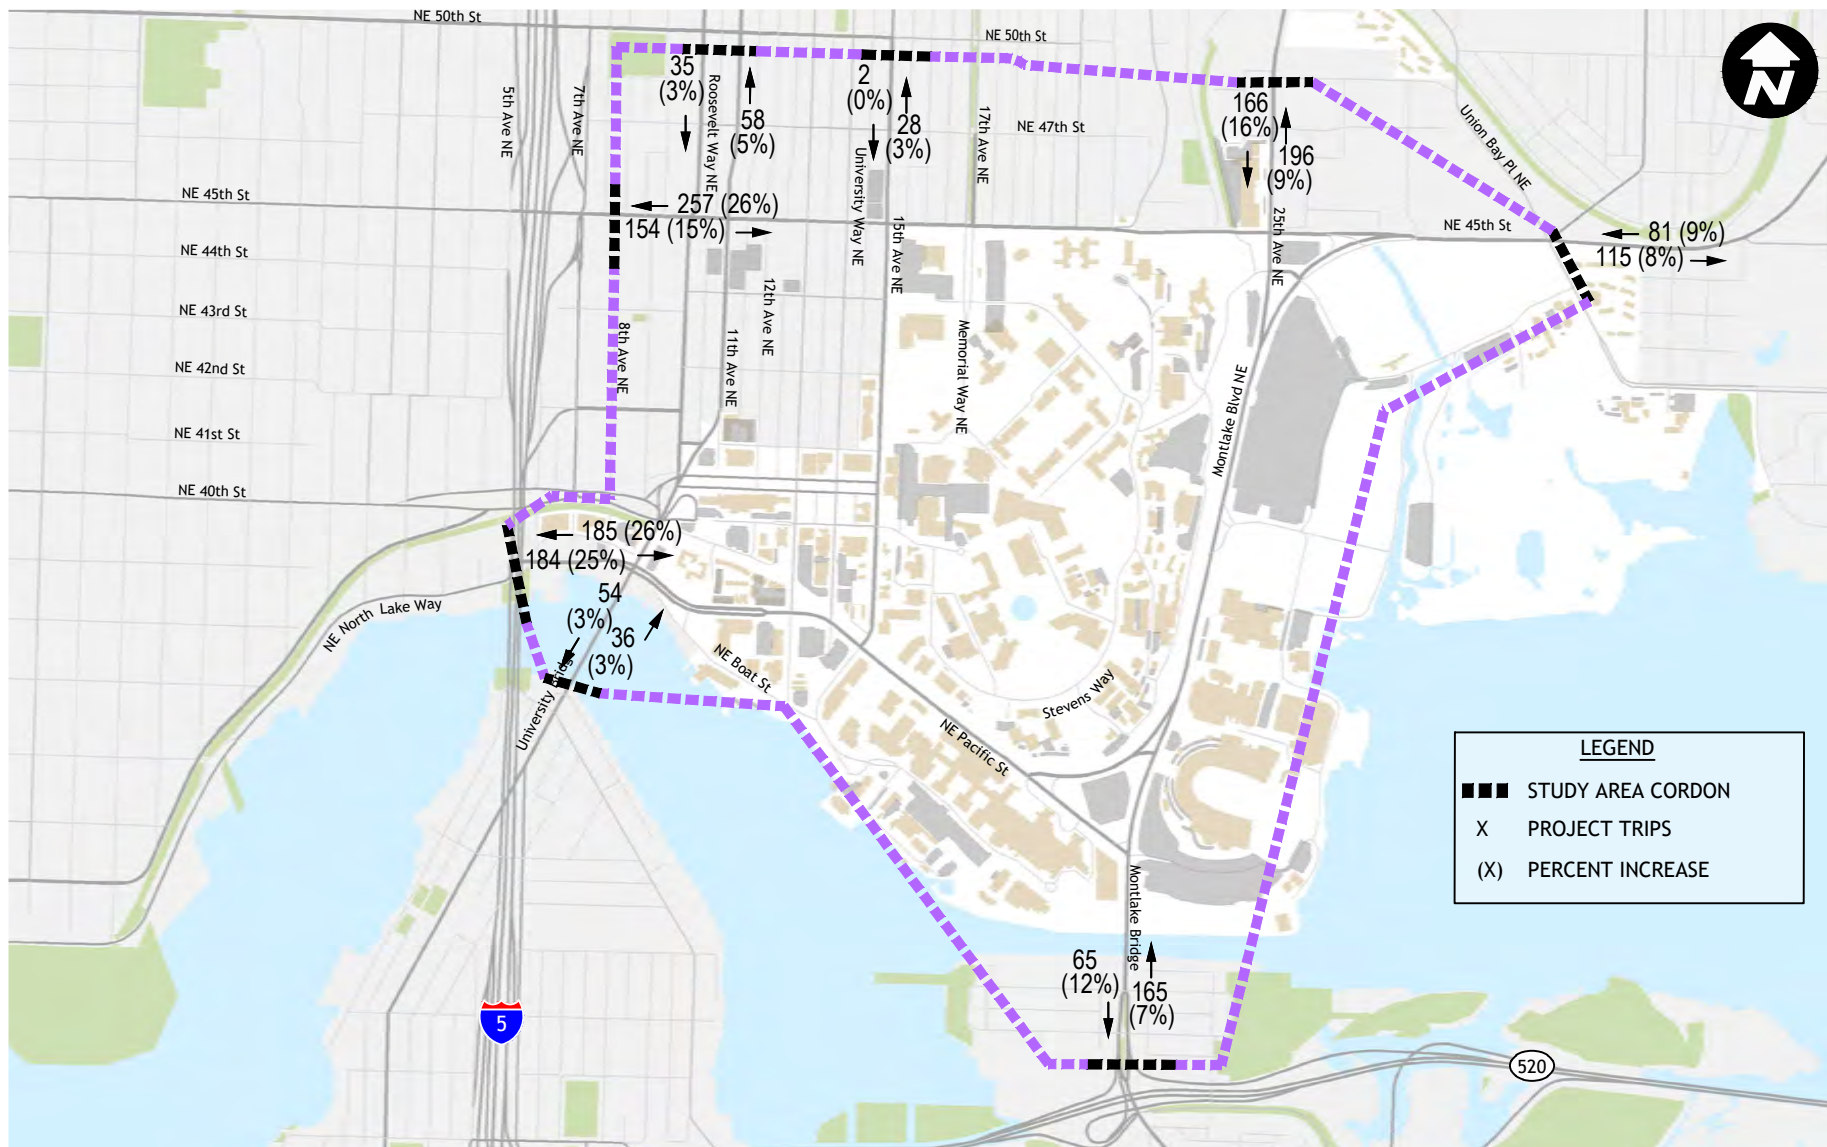 NE 50th St
NE 50th St
N
35
(3%)
Roosevelt Way NE
58
(5%)
2
(0%)
28
(3%)
University Way NE
17th Ave NE
NE 47th St
166
(16%)
196
(9%)
Union Bay Pl NE
5th Ave NE
7th Ave NE
NE 45th St
257 (26%)
154 (15%)
15th Ave NE
25th Ave NE
NE 45th St
81 (9%)
115 (8%)
NE 44th St
12th Ave NE
NE 43rd St
8th Ave NE
11th Ave NE
Memorial Way NE
NE 42nd St
Montlake Blvd NE
NE 41st St
NE 40th St
185 (26%)
184 (25%)
54
(3%)
36
(3%)
NE North Lake Way
University Bridge
NE Boat St
Stevens Way
NE Pacific St
LEGEND
STUDY AREA CORDON
X PROJECT TRIPS
(X) PERCENT INCREASE
Montlake Bridge
65
(12%)
165
(7%)
5
520